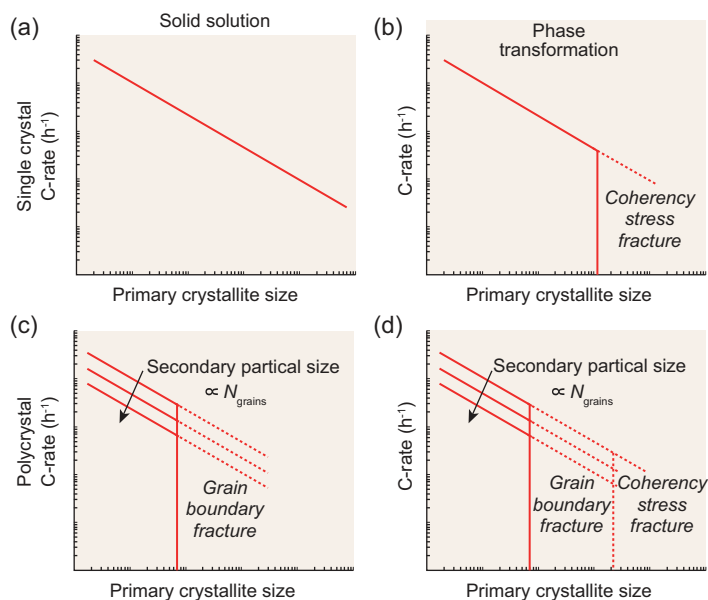 (a)
Solid solution
Single crystal
C-rate (h-1)
Primary crystallite size
(b)
Phase
transformation
C-rate (h-1)
Coherency
stress
fracture
Primary crystallite size
(c)
Secondary partical size
∝ Ngrains
Polycrystal
C-rate (h-1)
Grain
boundary
fracture
Primary crystallite size
(d)
Secondary partical size
∝ Ngrains
C-rate (h-1)
Grain
boundary
fracture
Coherency
stress
fracture
Primary crystallite size